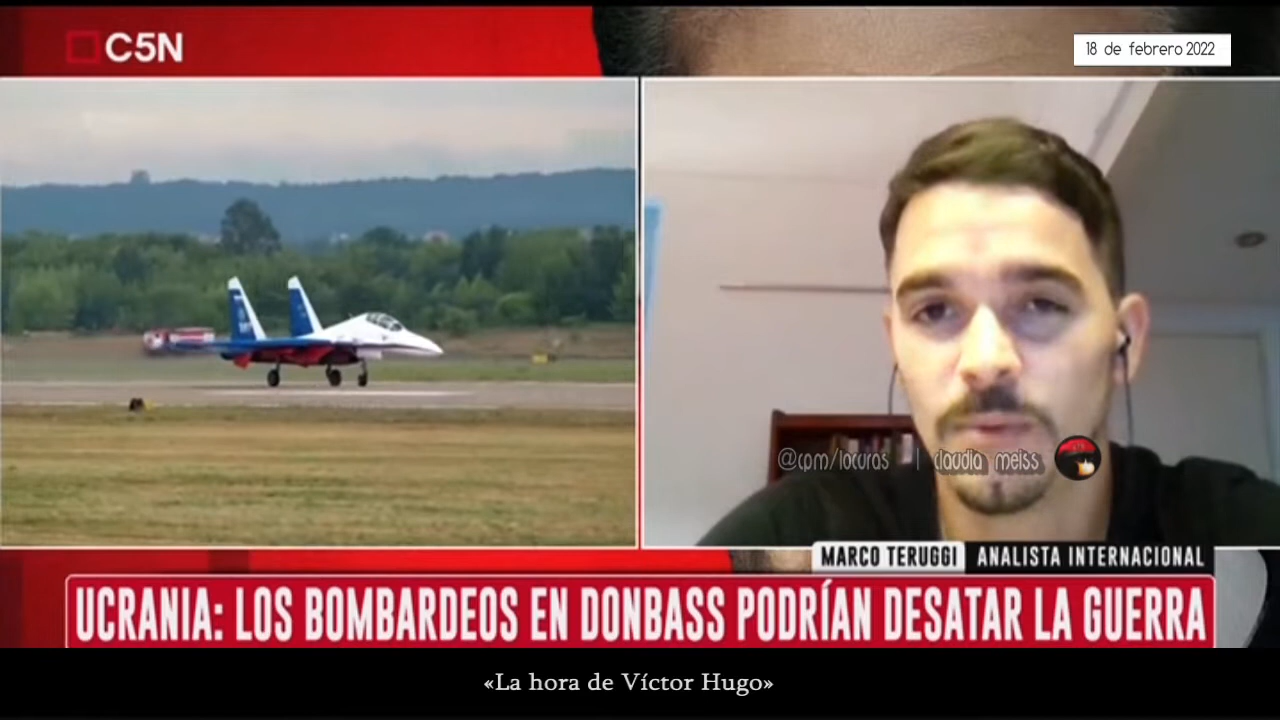 C5N
18 de febrero 2022
@cpm/locuras | claudia meiss
MARCO TERUGGI ANALISTA INTERNACIONAL
UCRANIA: LOS BOMBARDEOS EN DONBASS PODRÍAN DESATAR LA GUERRA
«La hora de Víctor Hugo»